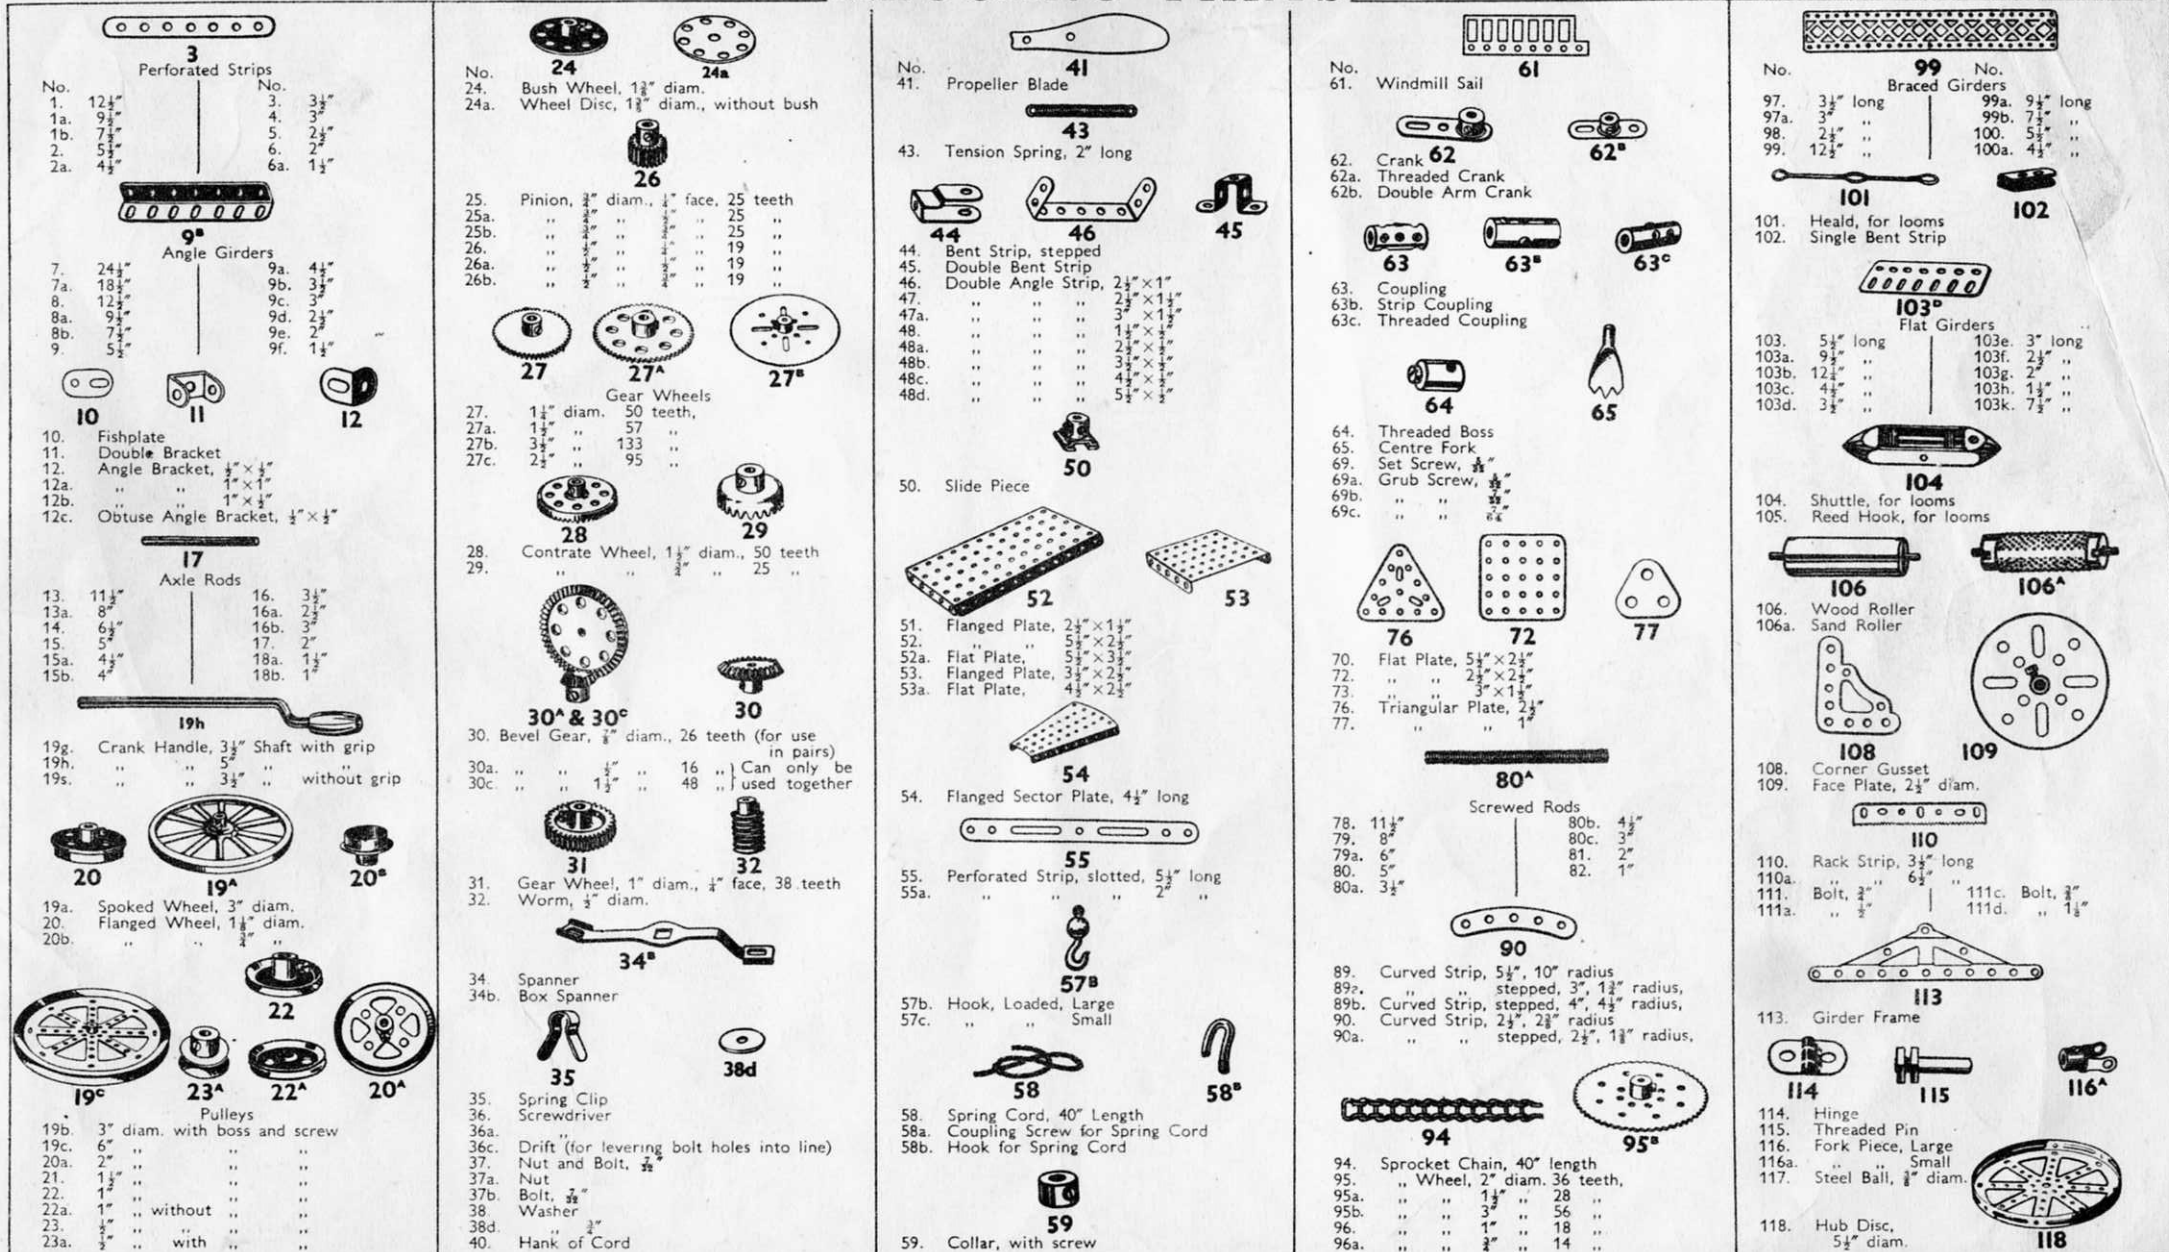 3
Perforated Strips
No. No.
1. 12½″ 3. 3½″
1a. 9½″ 4. 3″
1b. 7½″ 5. 2½″
2. 5½″ 6. 2″
2a. 4½″ 6a. 1½″
9B
Angle Girders
7. 24½″ 9a. 4½″
7a. 18½″ 9b. 3½″
8. 12½″ 9c. 3″
8a. 9½″ 9d. 2½″
8b. 7½″ 9e. 2″
9. 5½″ 9f. 1½″
10 11 12
10. Fishplate
11. Double Bracket
12. Angle Bracket, ½″×½″
12a. ,, ,, 1″×1″
12b. ,, ,, 1″×½″
12c. Obtuse Angle Bracket, ½″×½″
17
Axle Rods
13. 11½″ 16. 3½″
13a. 8″ 16a. 2½″
14. 6½″ 16b. 3″
15. 5″ 17. 2″
15a. 4½″ 18a. 1½″
15b. 4″ 18b. 1″
19h
19g. Crank Handle, 3½″ Shaft with grip
19h. ,, ,, 5″ ,, ,,
19s. ,, ,, 3½″ ,, without grip
20 19A 20B
19a. Spoked Wheel, 3″ diam.
20. Flanged Wheel, 1⅛″ diam.
20b. ,, ,, ¾″ ,,
22
19C 23A 22A 20A
Pulleys
19b. 3″ diam. with boss and screw
19c. 6″ ,, ,, ,, ,,
20a. 2″ ,, ,, ,, ,,
21. 1½″ ,, ,, ,, ,,
22. 1″ ,, ,, ,, ,,
22a. 1″ ,, without ,, ,,
23. ½″ ,, ,, ,, ,,
23a. ½″ ,, with ,, ,,
24 24a
No.
24. Bush Wheel, 1⅜″ diam.
24a. Wheel Disc, 1⅜″ diam., without bush
26
25. Pinion, ¾″ diam., ¼″ face, 25 teeth
25a. ,, ¾″ ,, ½″ ,, 25 ,,
25b. ,, ¾″ ,, ¾″ ,, 25 ,,
26. ,, ½″ ,, ¼″ ,, 19 ,,
26a. ,, ½″ ,, ½″ ,, 19 ,,
26b. ,, ½″ ,, ¾″ ,, 19 ,,
27 27A 27B
Gear Wheels
27. 1¼″ diam. 50 teeth,
27a. 1½″ ,, 57 ,,
27b. 3½″ ,, 133 ,,
27c. 2½″ ,, 95 ,,
28 29
28. Contrate Wheel, 1½″ diam., 50 teeth
29. ,, ,, ¾″ ,, 25 ,,
30A & 30C 30
30. Bevel Gear, ⅞″ diam., 26 teeth (for use
in pairs)
30a. ,, ,, ½″ ,, 16 ,, } Can only be
30c. ,, ,, 1½″ ,, 48 ,, } used together
31 32
31. Gear Wheel, 1″ diam., ¼″ face, 38 teeth
32. Worm, ½″ diam.
34B
34. Spanner
34b. Box Spanner
35 38d
35. Spring Clip
36. Screwdriver
36a. ,,
36c. Drift (for levering bolt holes into line)
37. Nut and Bolt, 7/32″
37a. Nut
37b. Bolt, 7/32″
38. Washer
38d. ,, ¾″
40. Hank of Cord
41
No.
41. Propeller Blade
43
43. Tension Spring, 2″ long
44 46 45
44. Bent Strip, stepped
45. Double Bent Strip
46. Double Angle Strip, 2½″×1″
47. ,, ,, ,, 2½″×1½″
47a. ,, ,, ,, 3″×1½″
48. ,, ,, ,, 1½″×½″
48a. ,, ,, ,, 2½″×½″
48b. ,, ,, ,, 3½″×½″
48c. ,, ,, ,, 4½″×½″
48d. ,, ,, ,, 5½″×½″
50
50. Slide Piece
52 53
51. Flanged Plate, 2½″×1½″
52. ,, ,, 5½″×2½″
52a. Flat Plate, 5½″×3½″
53. Flanged Plate, 3½″×2½″
53a. Flat Plate, 4½″×2½″
54
54. Flanged Sector Plate, 4½″ long
55
55. Perforated Strip, slotted, 5½″ long
55a. ,, ,, ,, 2″ ,,
57B
57b. Hook, Loaded, Large
57c. ,, ,, Small
58 58B
58. Spring Cord, 40″ Length
58a. Coupling Screw for Spring Cord
58b. Hook for Spring Cord
59
59. Collar, with screw
61
No.
61. Windmill Sail
62 62B
62. Crank
62a. Threaded Crank
62b. Double Arm Crank
63 63B 63C
63. Coupling
63b. Strip Coupling
63c. Threaded Coupling
64 65
64. Threaded Boss
65. Centre Fork
69. Set Screw, 5/32″
69a. Grub Screw, 5/32″
69b. ,, ,, 7/32″
69c. ,, ,, 7/64″
76 72 77
70. Flat Plate, 5½″×2½″
72. ,, ,, 2½″×2½″
73. ,, ,, 3″×1½″
76. Triangular Plate, 2½″
77. ,, ,, 1″
80A
Screwed Rods
78. 11½″ 80b. 4½″
79. 8″ 80c. 3″
79a. 6″ 81. 2″
80. 5″ 82. 1″
80a. 3½″
90
89. Curved Strip, 5½″, 10″ radius
89a. ,, ,, stepped, 3″, 1¾″ radius,
89b. Curved Strip, stepped, 4″, 4½″ radius,
90. Curved Strip, 2½″, 2⅜″ radius
90a. ,, ,, stepped, 2½″, 1⅜″ radius,
94 95B
94. Sprocket Chain, 40″ length
95. ,, Wheel, 2″ diam. 36 teeth,
95a. ,, ,, 1½″ ,, 28 ,,
95b. ,, ,, 3″ ,, 56 ,,
96. ,, ,, 1″ ,, 18 ,,
96a. ,, ,, ¾″ ,, 14 ,,
99
No. No.
Braced Girders
97. 3½″ long 99a. 9½″ long
97a. 3″ ,, 99b. 7½″ ,,
98. 2½″ ,, 100. 5½″ ,,
99. 12½″ ,, 100a. 4½″ ,,
101 102
101. Heald, for looms
102. Single Bent Strip
103D
Flat Girders
103. 5½″ long 103e. 3″ long
103a. 9½″ ,, 103f. 2½″ ,,
103b. 12½″ ,, 103g. 2″ ,,
103c. 4½″ ,, 103h. 1½″ ,,
103d. 3½″ ,, 103k. 7½″ ,,
104
104. Shuttle, for looms
105. Reed Hook, for looms
106 106A
106. Wood Roller
106a. Sand Roller
108 109
108. Corner Gusset
109. Face Plate, 2½″ diam.
110
110. Rack Strip, 3½″ long
110a. ,, ,, 6½″ ,,
111. Bolt, ¾″ 111c. Bolt, ⅜″
111a. ,, ½″ 111d. ,, 1⅛″
113
113. Girder Frame
114 115 116A
114. Hinge
115. Threaded Pin
116. Fork Piece, Large
116a. ,, ,, Small
117. Steel Ball, ⅜″ diam.
118. Hub Disc,
5½″ diam.
118